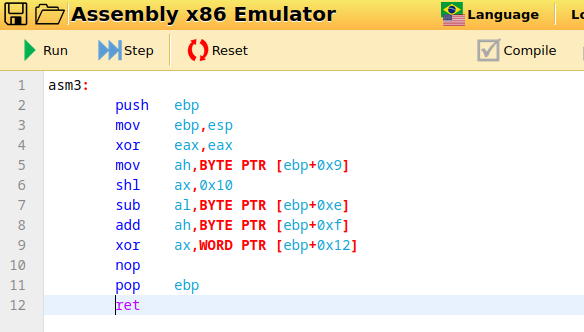 Assembly x86 Emulator Language Lo
Run Step Reset Compile
1 asm3:
2 push ebp
3 mov ebp,esp
4 xor eax,eax
5 mov ah,BYTE PTR [ebp+0x9]
6 shl ax,0x10
7 sub al,BYTE PTR [ebp+0xe]
8 add ah,BYTE PTR [ebp+0xf]
9 xor ax,WORD PTR [ebp+0x12]
10 nop
11 pop ebp
12 ret